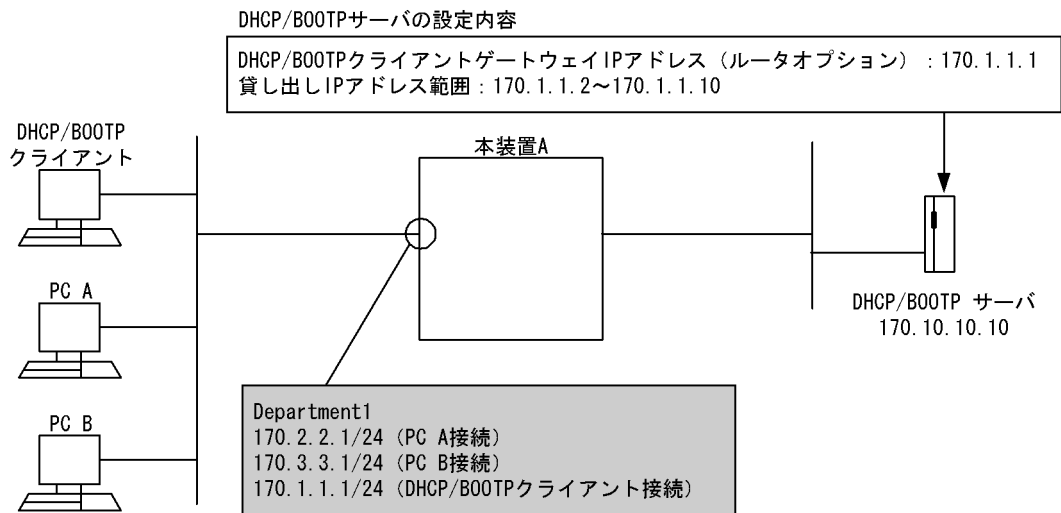 DHCP/BOOTPサーバの設定内容
DHCP/BOOTPクライアントゲートウェイIPアドレス（ルータオプション）：170.1.1.1
貸し出しIPアドレス範囲：170.1.1.2～170.1.1.10
DHCP/BOOTP
クライアント
本装置A
PC A
DHCP/BOOTP サーバ
170.10.10.10
PC B
Department1
170.2.2.1/24（PC A接続）
170.3.3.1/24（PC B接続）
170.1.1.1/24（DHCP/BOOTPクライアント接続）